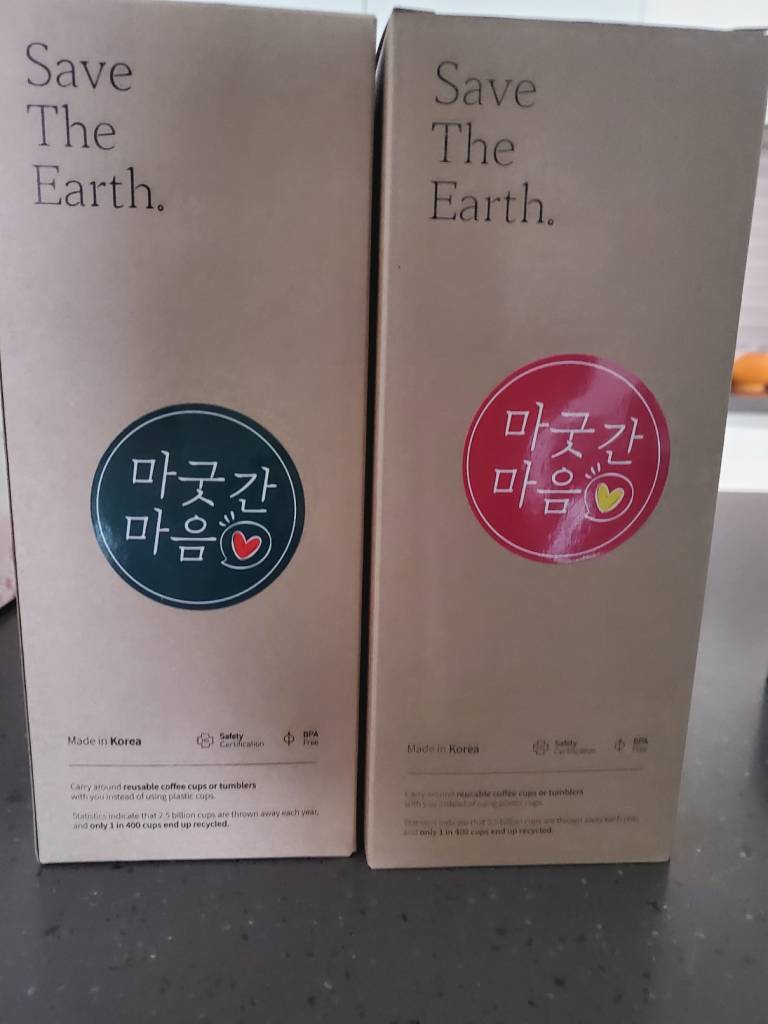 Save
The
Earth.
마굿간
마음
Made in Korea
Safety
Certification
BPA
Free
Carry around reusable coffee cups or tumblers
with you instead of using plastic cups.
Statistics indicate that 2.5 billion cups are thrown away each year,
and only 1 in 400 cups end up recycled.
Save
The
Earth.
마굿간
마음
Made in Korea
Safety
Certification
BPA
Free
Carry around reusable coffee cups or tumblers
with you instead of using plastic cups.
Statistics indicate that 2.5 billion cups are thrown away each year,
and only 1 in 400 cups end up recycled.